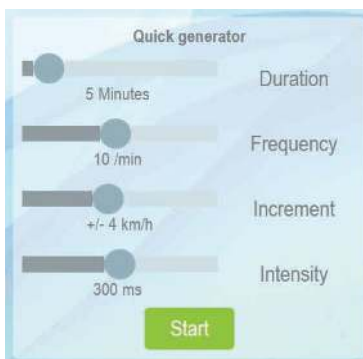 Quick generator
Duration
5 Minutes
Frequency
10 /min
Increment
+/- 4 km/h
Intensity
300 ms
Start